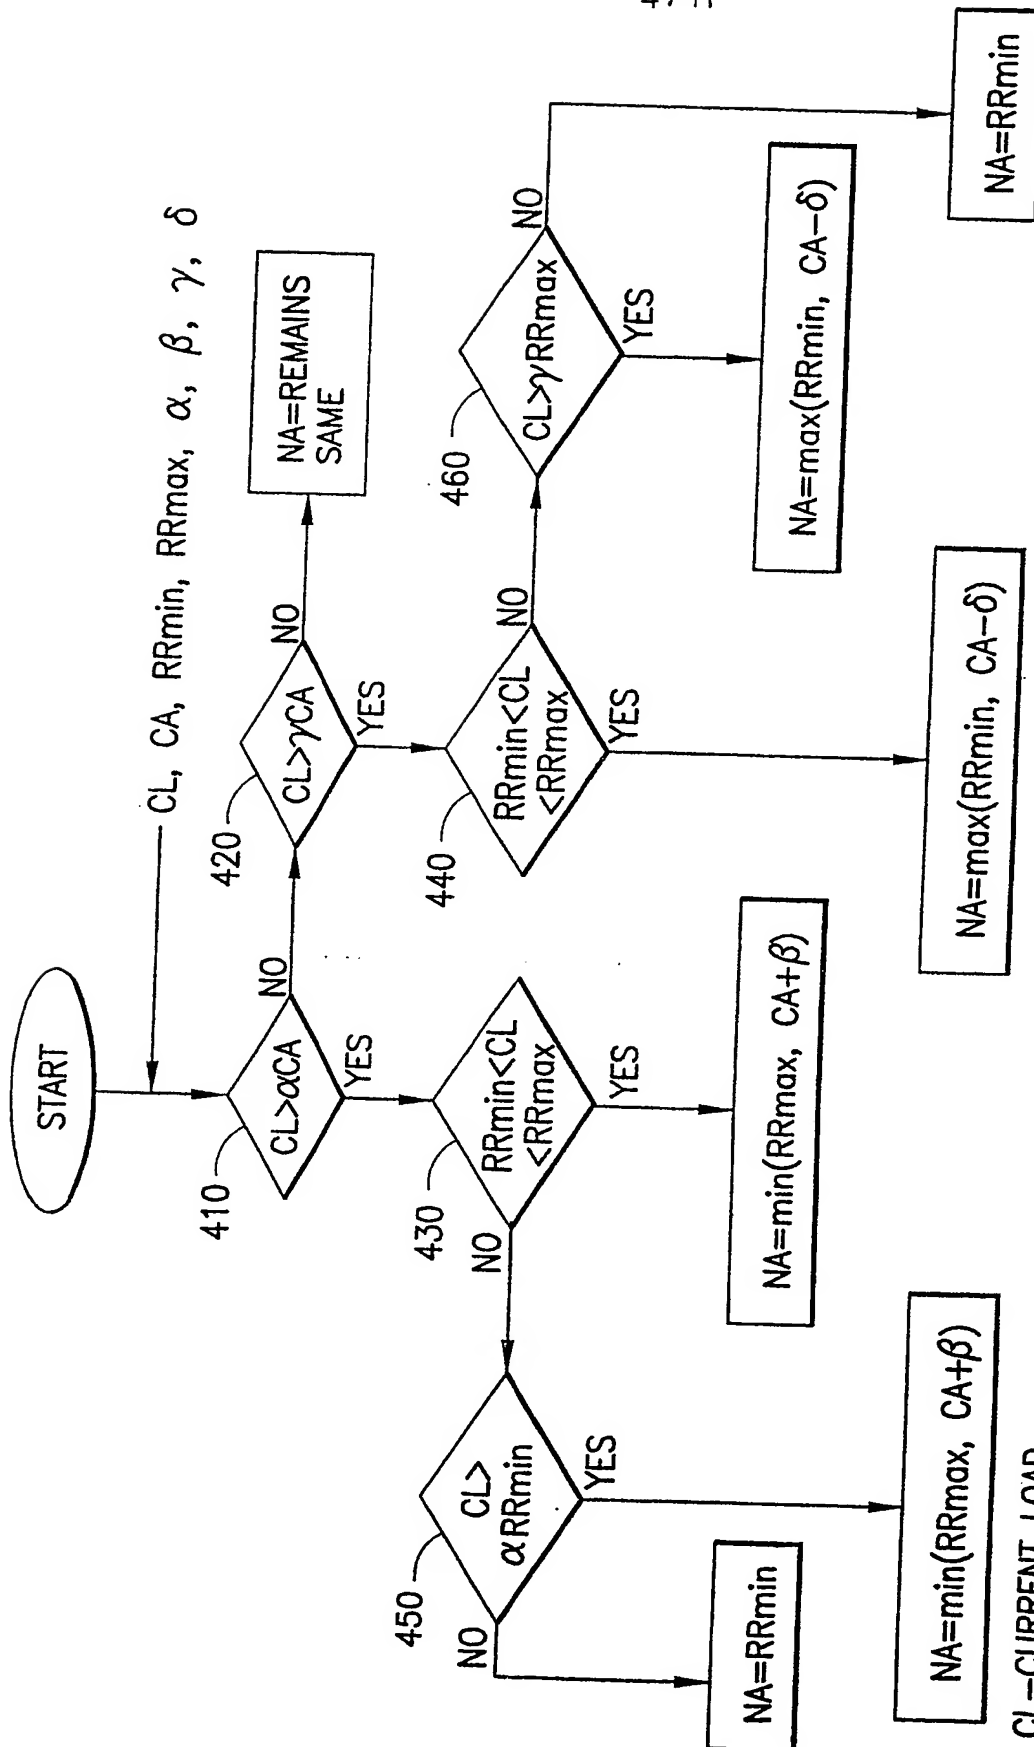 START
CL, CA, RRmin, RRmax, α, β, γ, δ
410
CL>αCA
NO
YES
420
CL>γCA
NO
YES
NA=REMAINS
SAME
430
RRmin<CL
<RRmax
NO
YES
440
RRmin<CL
<RRmax
NO
YES
450
CL>
αRRmin
NO
YES
460
CL>γRRmax
NO
YES
NA=RRmin
NA=min(RRmax, CA+β)
NA=min(RRmax, CA+β)
NA=max(RRmin, CA−δ)
NA=max(RRmin, CA−δ)
NA=RRmin
CL–CURRENT LOAD